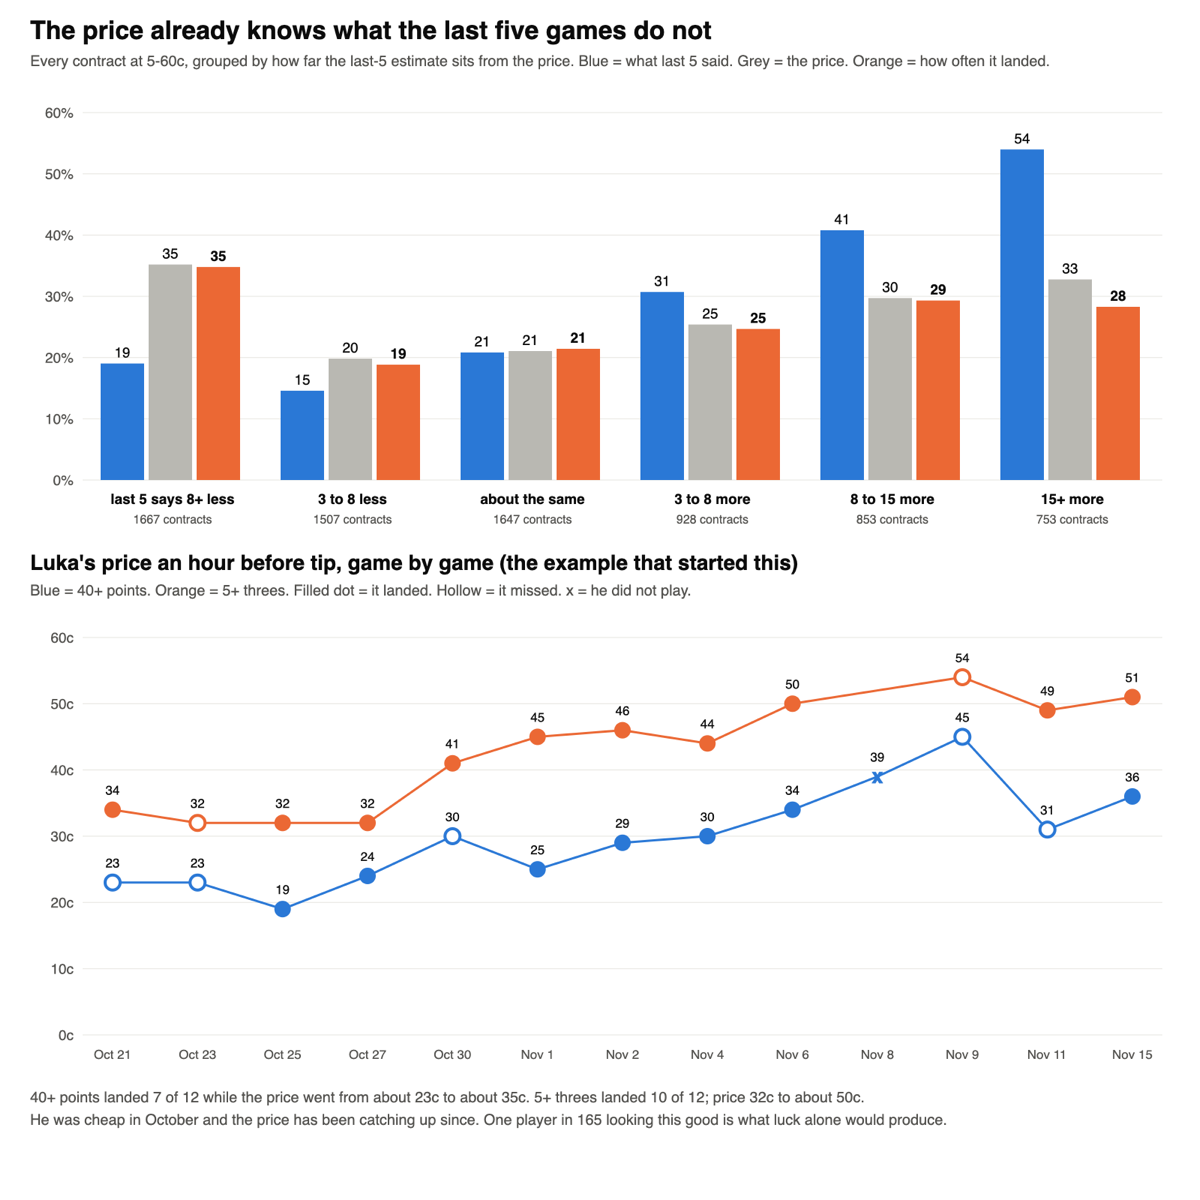 The price already knows what the last five games do not
Every contract at 5-60c, grouped by how far the last-5 estimate sits from the price. Blue = what last 5 said. Grey = the price. Orange = how often it landed.
60%
50%
40%
30%
20%
10%
0%
19 35 35
15 20 19
21 21 21
31 25 25
41 30 29
54 33 28
last 5 says 8+ less 3 to 8 less about the same 3 to 8 more 8 to 15 more 15+ more
1667 contracts 1507 contracts 1647 contracts 928 contracts 853 contracts 753 contracts
Luka's price an hour before tip, game by game (the example that started this)
Blue = 40+ points. Orange = 5+ threes. Filled dot = it landed. Hollow = it missed. x = he did not play.
60c
50c
40c
30c
20c
10c
0c
34 32 32 32 41 45 46 44 50 54 49 51
23 23 19 24 30 25 29 30 34 39 45 31 36
x
Oct 21 Oct 23 Oct 25 Oct 27 Oct 30 Nov 1 Nov 2 Nov 4 Nov 6 Nov 8 Nov 9 Nov 11 Nov 15
40+ points landed 7 of 12 while the price went from about 23c to about 35c. 5+ threes landed 10 of 12; price 32c to about 50c.
He was cheap in October and the price has been catching up since. One player in 165 looking this good is what luck alone would produce.